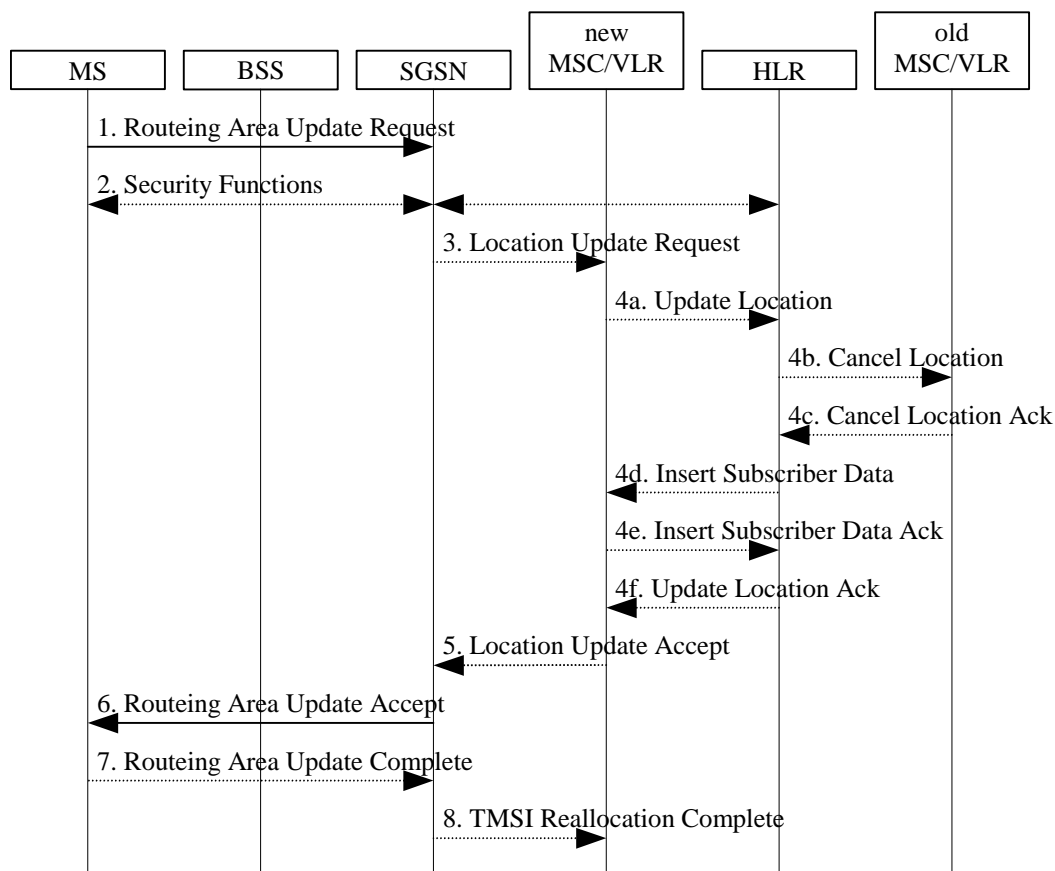 new
old
MS
BSS
SGSN
MSC/VLR
HLR
MSC/VLR
1. Routeing Area Update Request
2. Security Functions
3. Location Update Request
4a. Update Location
4b. Cancel Location
4c. Cancel Location Ack
4d. Insert Subscriber Data
4e. Insert Subscriber Data Ack
4f. Update Location Ack
5. Location Update Accept
6. Routeing Area Update Accept
7. Routeing Area Update Complete
8. TMSI Reallocation Complete